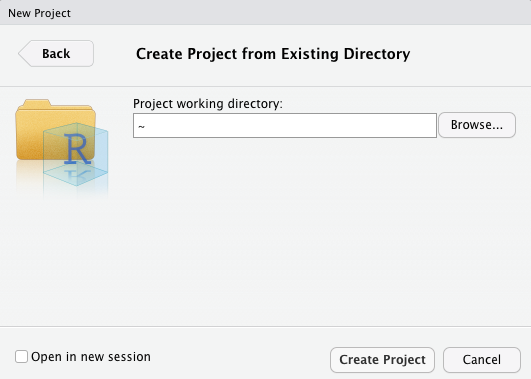 New Project
Back
Create Project from Existing Directory
Project working directory:
~
Browse...
R
Open in new session
Create Project
Cancel